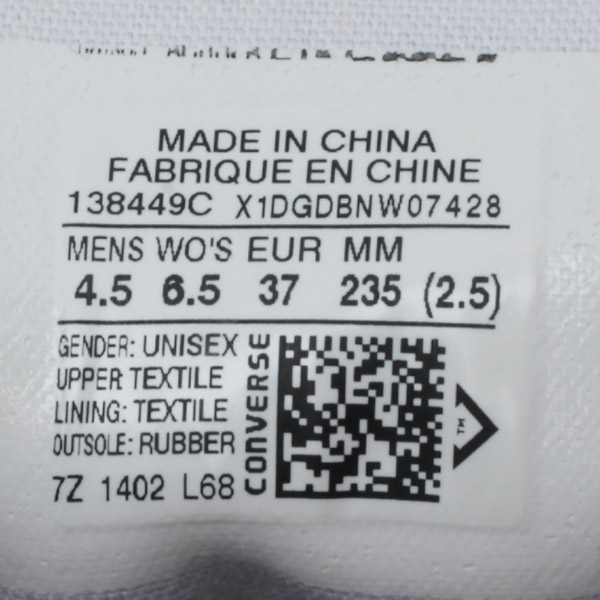 MADE IN CHINA
FABRIQUE EN CHINE
138449C X1DGDBNW07428
MENS WO'S EUR MM
4.5 6.5 37 235 (2.5)
GENDER: UNISEX
UPPER TEXTILE
LINING: TEXTILE
OUTSOLE: RUBBER
7Z 1402 L68
CONVERSE
TM